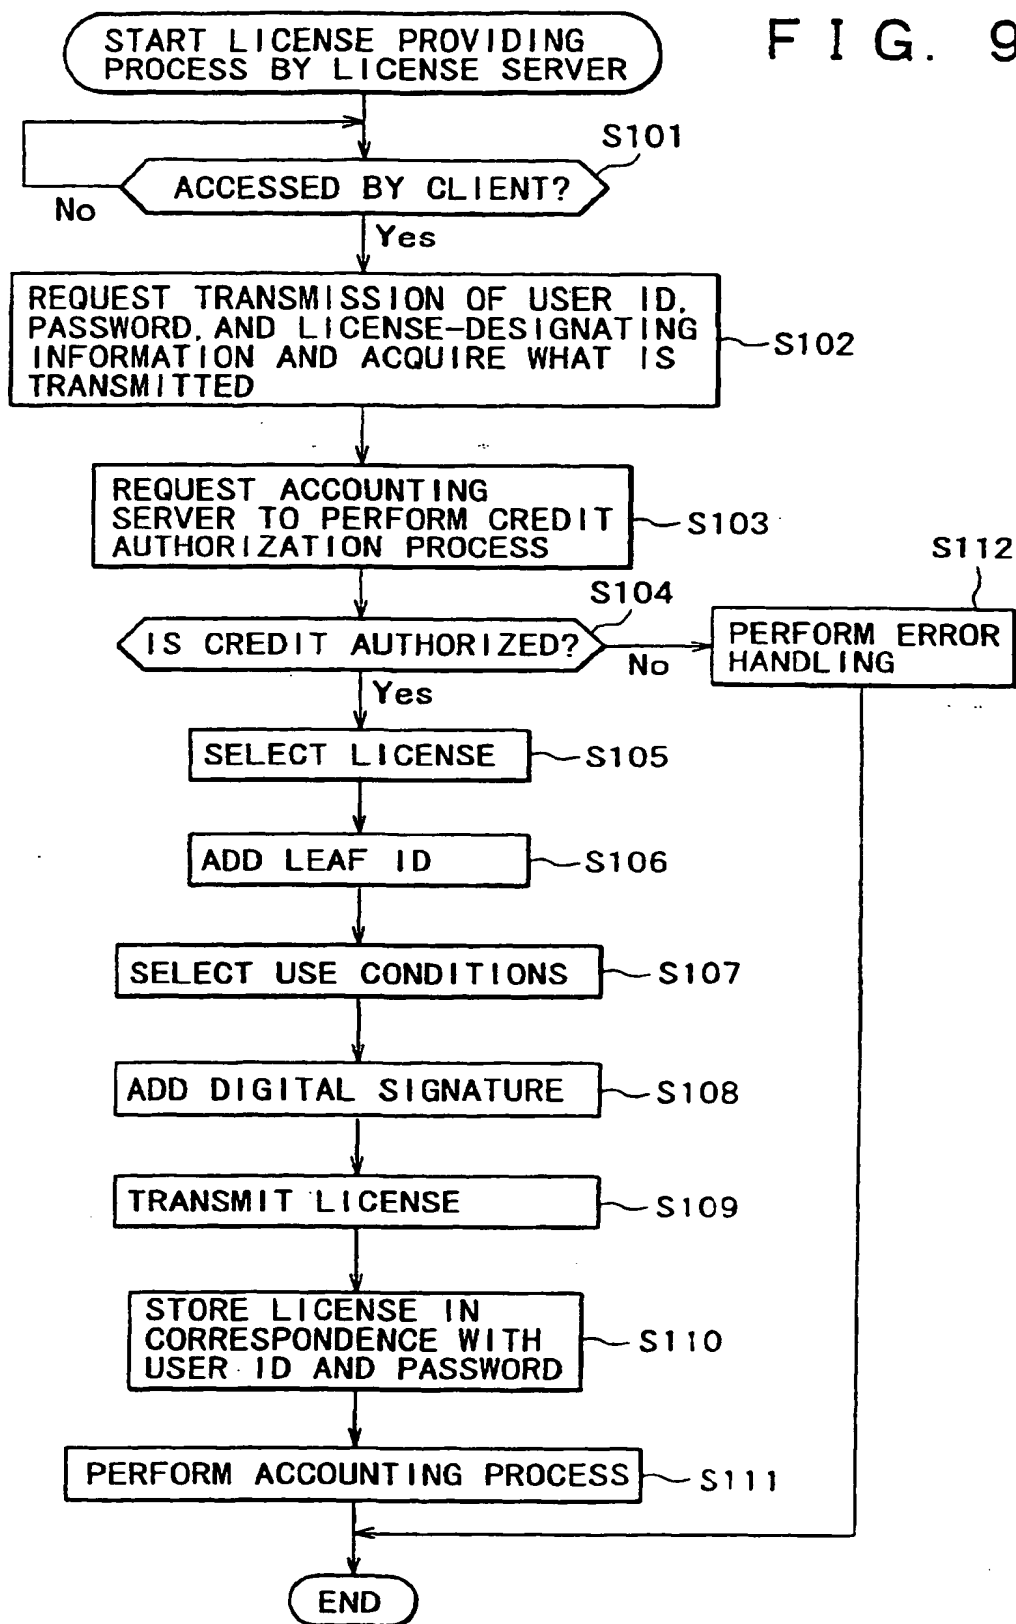 START LICENSE PROVIDING
PROCESS BY LICENSE SERVER
FIG. 9
S101
ACCESSED BY CLIENT?
No
Yes
REQUEST TRANSMISSION OF USER ID,
PASSWORD, AND LICENSE-DESIGNATING
INFORMATION AND ACQUIRE WHAT IS
TRANSMITTED
S102
REQUEST ACCOUNTING
SERVER TO PERFORM CREDIT
AUTHORIZATION PROCESS
S103
S112
S104
IS CREDIT AUTHORIZED?
No
PERFORM ERROR
HANDLING
Yes
SELECT LICENSE
S105
ADD LEAF ID
S106
SELECT USE CONDITIONS
S107
ADD DIGITAL SIGNATURE
S108
TRANSMIT LICENSE
S109
STORE LICENSE IN
CORRESPONDENCE WITH
USER ID AND PASSWORD
S110
PERFORM ACCOUNTING PROCESS
S111
END